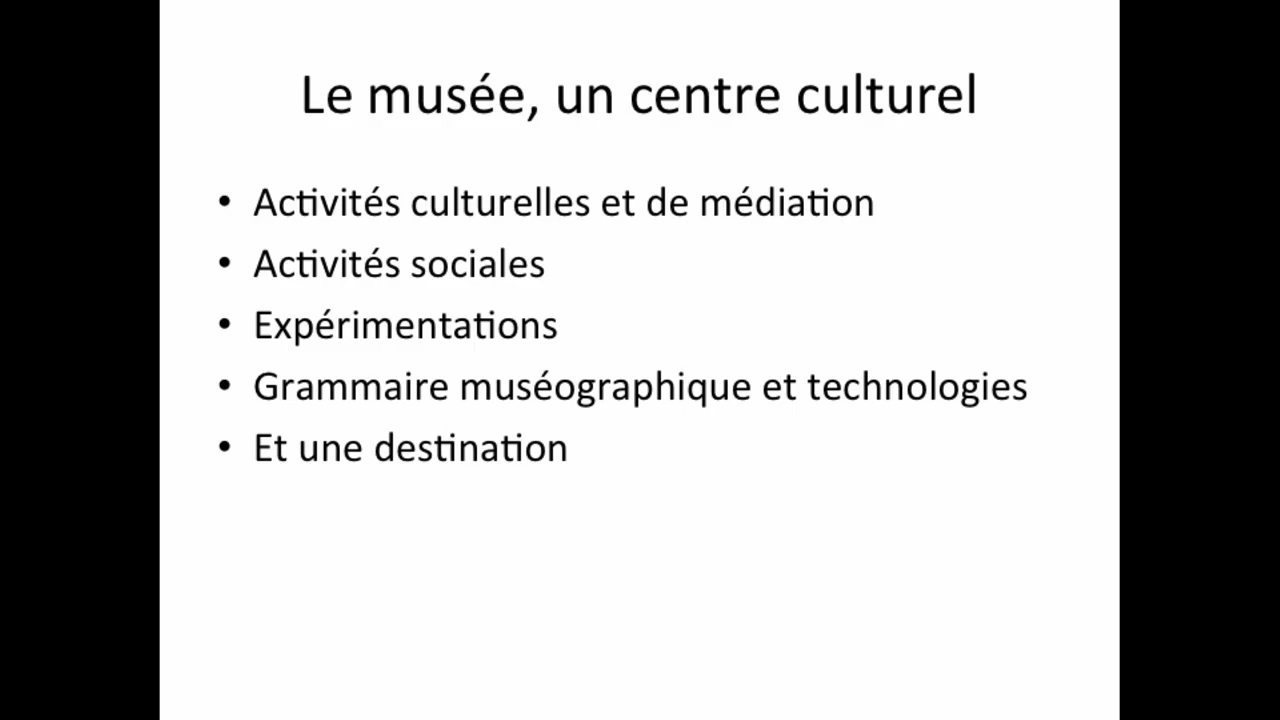 Le musée, un centre culturel
• Activités culturelles et de médiation
• Activités sociales
• Expérimentations
• Grammaire muséographique et technologies
• Et une destination